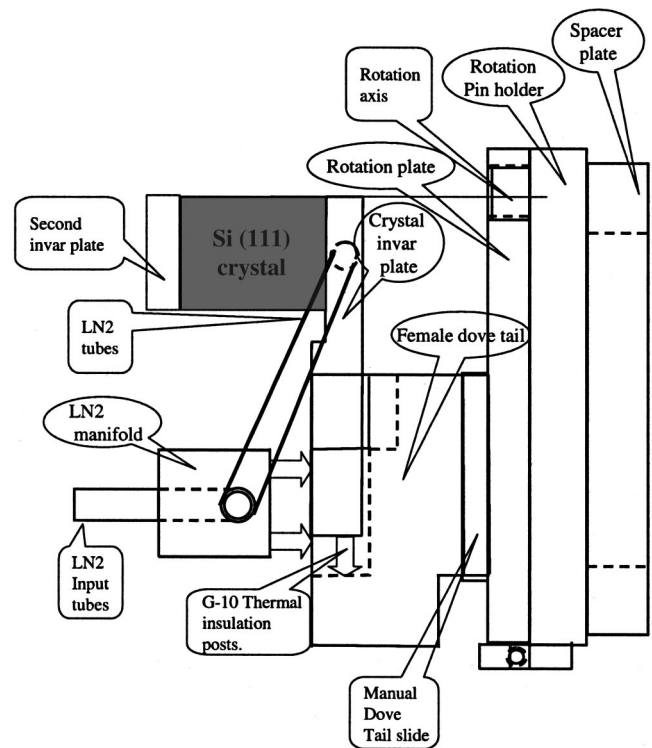 Spacer
plate
Rotation
Pin holder
Rotation
axis
Rotation plate
Second
invar plate
Si (111)
crystal
Crystal
invar
plate
LN2
tubes
Female dove tail
LN2
manifold
LN2
Input
tubes
G-10 Thermal
insulation
posts.
Manual
Dove
Tail slide